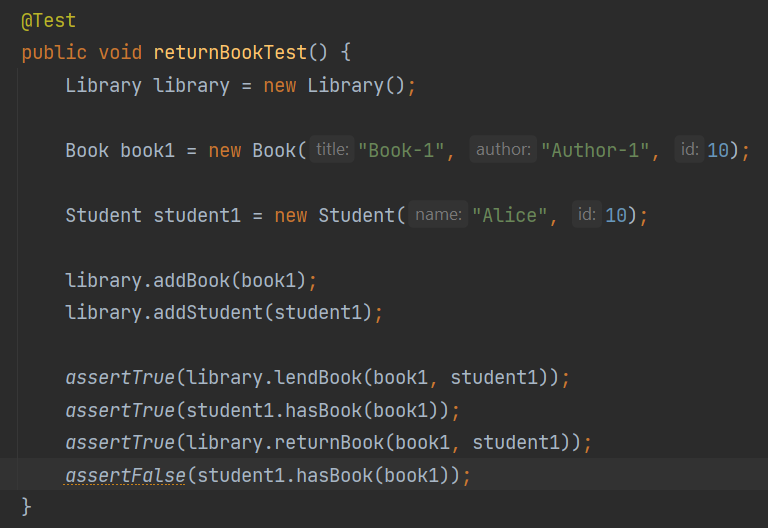 @Test
public void returnBookTest() {
Library library = new Library();
Book book1 = new Book( title: "Book-1", author: "Author-1", id: 10);
Student student1 = new Student( name: "Alice", id: 10);
library.addBook(book1);
library.addStudent(student1);
assertTrue(library.lendBook(book1, student1));
assertTrue(student1.hasBook(book1));
assertTrue(library.returnBook(book1, student1));
assertFalse(student1.hasBook(book1));
}